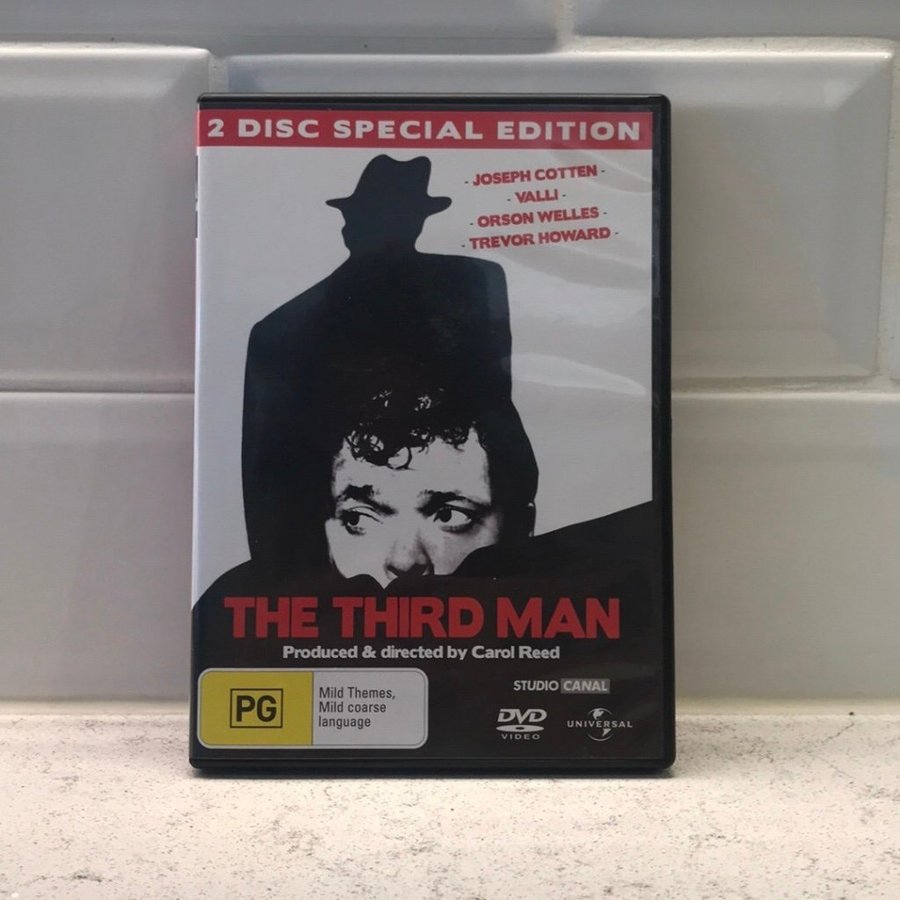 2 DISC SPECIAL EDITION
- JOSEPH COTTEN -
- VALLI -
- ORSON WELLES -
- TREVOR HOWARD -
THE THIRD MAN
Produced & directed by Carol Reed
STUDIO CANAL
PG
Mild Themes,
Mild coarse
language
DVD
VIDEO
UNIVERSAL